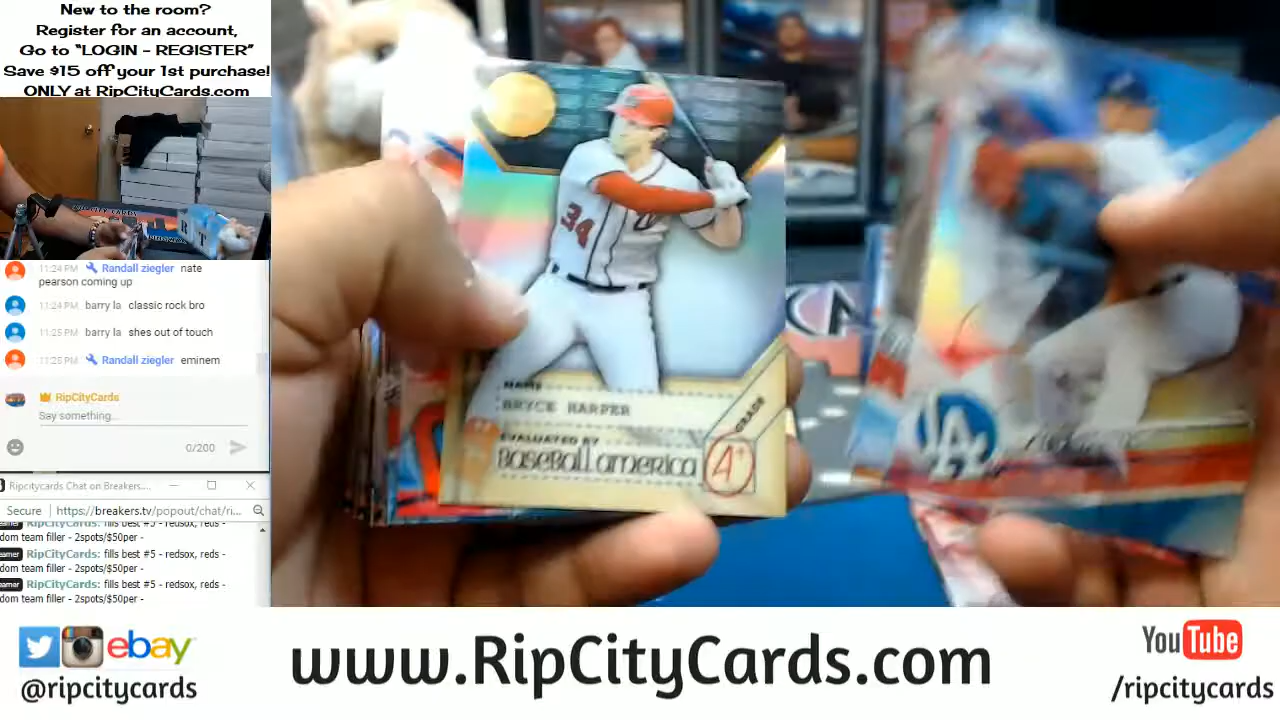 New to the room?
Register for an account,
Go to “LOGIN - REGISTER”
Save $15 off your 1st purchase!
ONLY at RipCityCards.com
11:24 PM Randall ziegler nate
pearson coming up
11:24 PM barry la classic rock bro
11:25 PM barry la shes out of touch
11:25 PM Randall ziegler eminem
RipCityCards
Say something...
0/200
Ripcitycards Chat on Breakers....
Secure https://breakers.tv/popout/chat/ri...
RipCityCards: fills best #5 - redsox, reds -
dom team filler - 2spots/$50per -
RipCityCards: fills best #5 - redsox, reds -
dom team filler - 2spots/$50per -
RipCityCards: fills best #5 - redsox, reds -
dom team filler - 2spots/$50per -
34
NAME
BRYCE HARPER
GRADE
EVALUATED BY
Baseball america
A+
LA
ebay
@ripcitycards
www.RipCityCards.com
YouTube
/ripcitycards